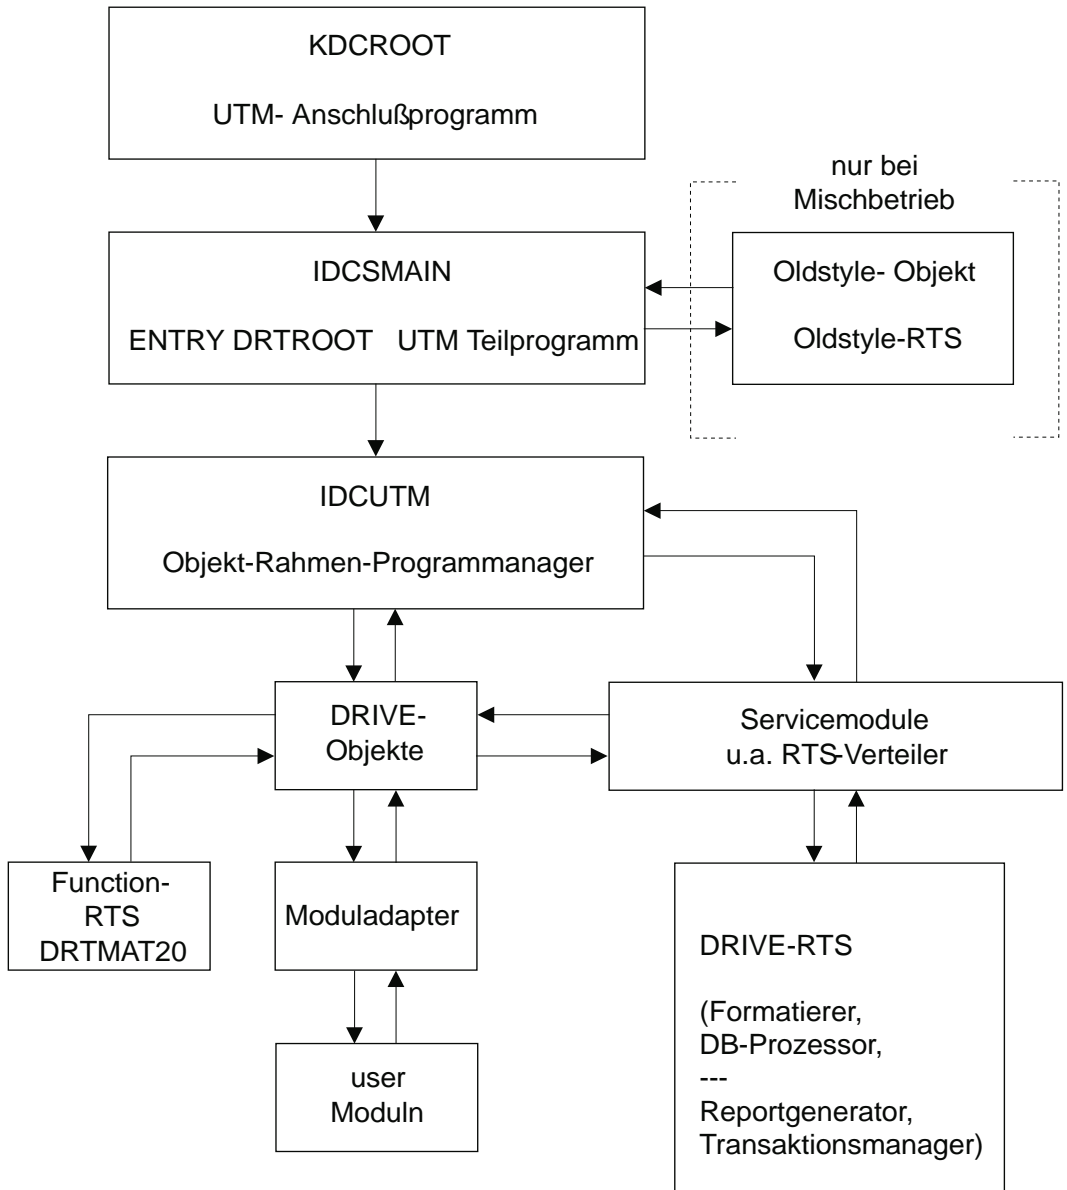 KDCROOT
UTM- Anschlußprogramm
nur bei
Mischbetrieb
IDCSMAIN
ENTRY DRTROOT UTM Teilprogramm
Oldstyle- Objekt
Oldstyle-RTS
IDCUTM
Objekt-Rahmen-Programmanager
DRIVE-
Objekte
Servicemodule
u.a. RTS-Verteiler
Function-
RTS
DRTMAT20
Moduladapter
user
Moduln
DRIVE-RTS
(Formatierer,
DB-Prozessor,
---
Reportgenerator,
Transaktionsmanager)